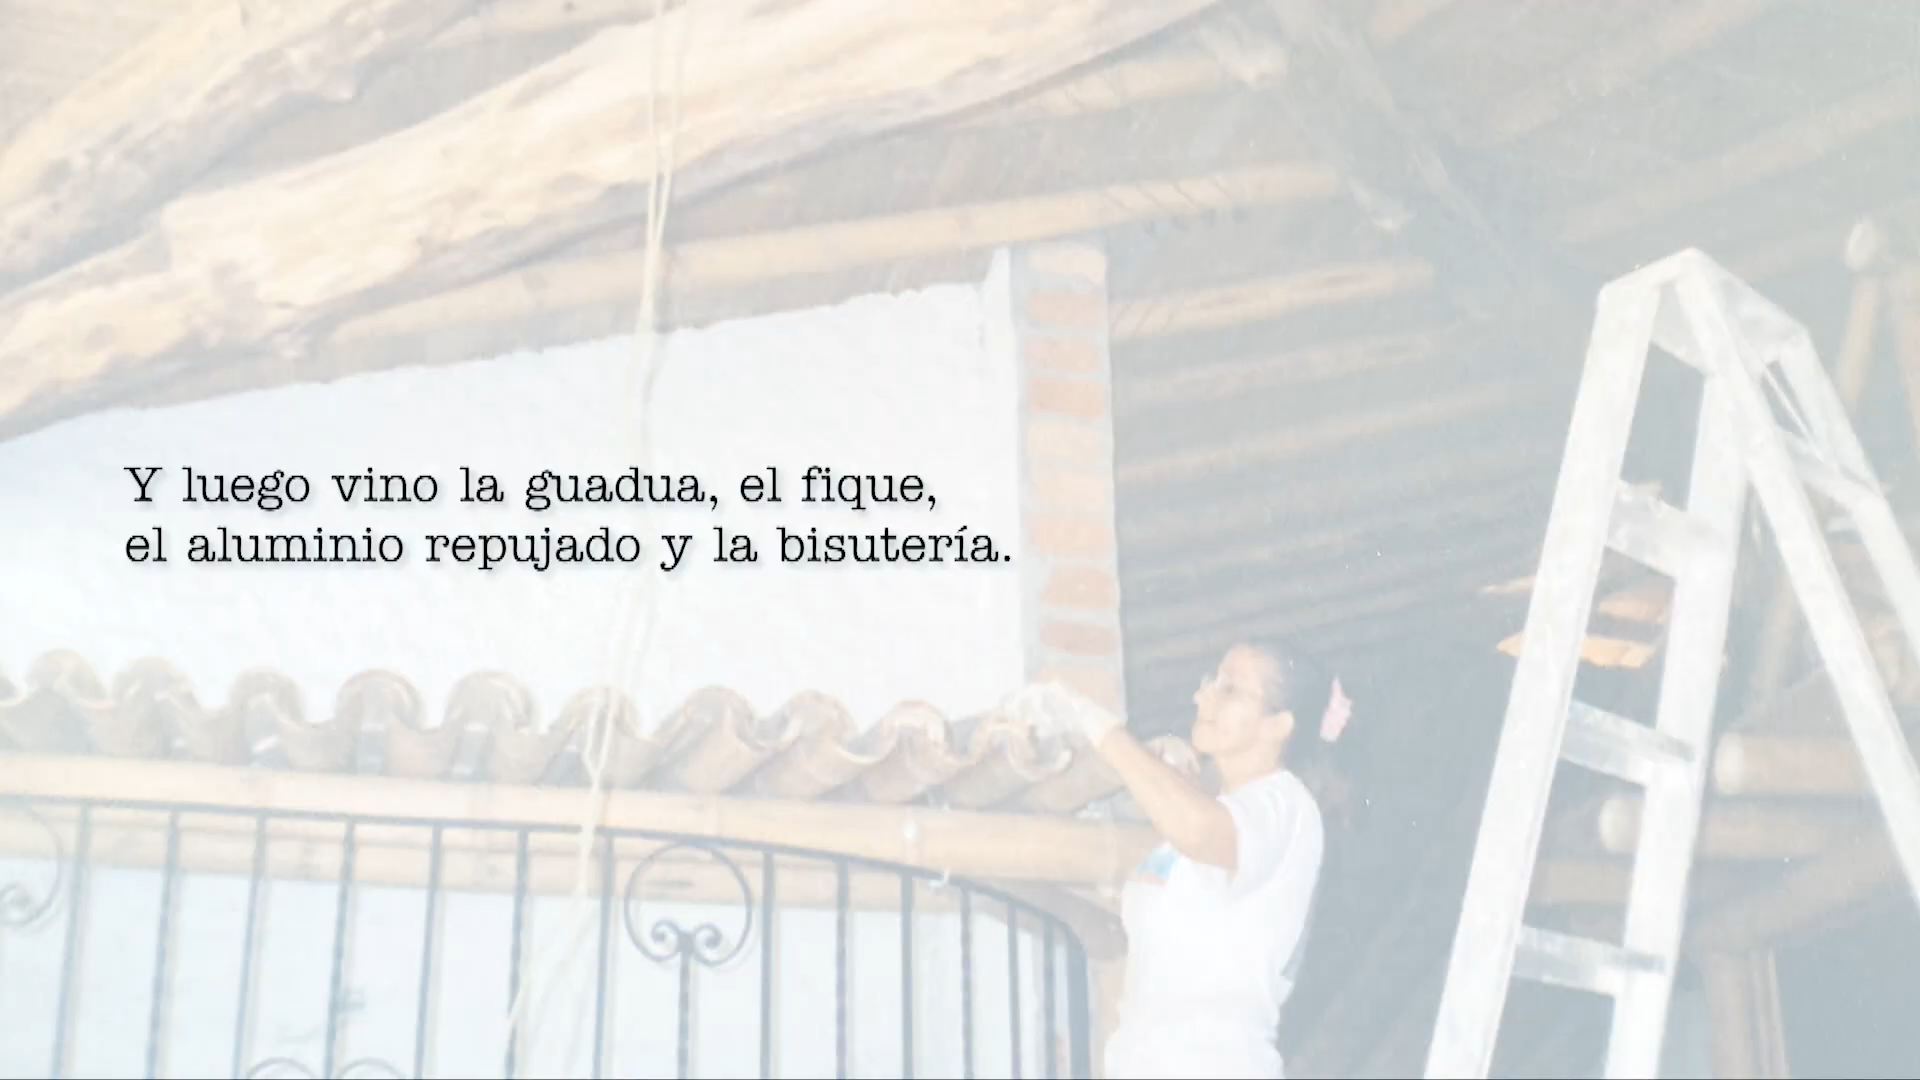 Y luego vino la guadua, el fique,
el aluminio repujado y la bisutería.